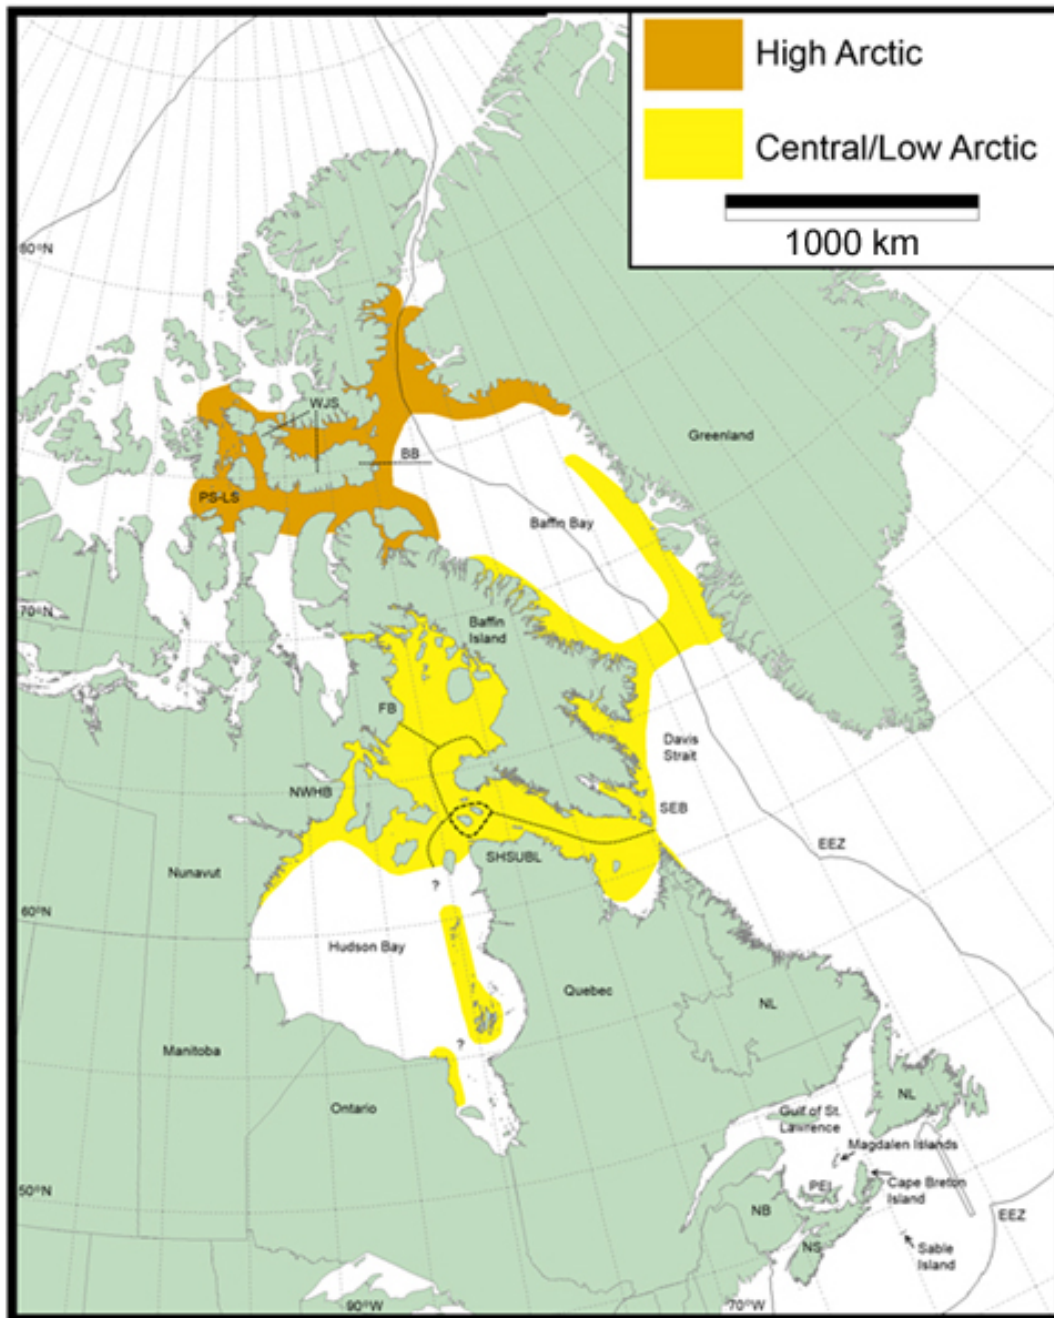 High Arctic
Central/Low Arctic
1000 km
80°N
WJS
Greenland
BB
PS-LS
Baffin Bay
70°N
Baffin
Island
FB
Davis
Strait
NWHB
SEB
EEZ
SHSUBL
Nunavut
?
60°N
Hudson Bay
Quebec
NL
?
Manitoba
NL
Ontario
Gulf of St.
Lawrence
Magdalen Islands
PEI
Cape Breton
Island
50°N
NB
EEZ
NS
Sable
Island
90°W
70°W